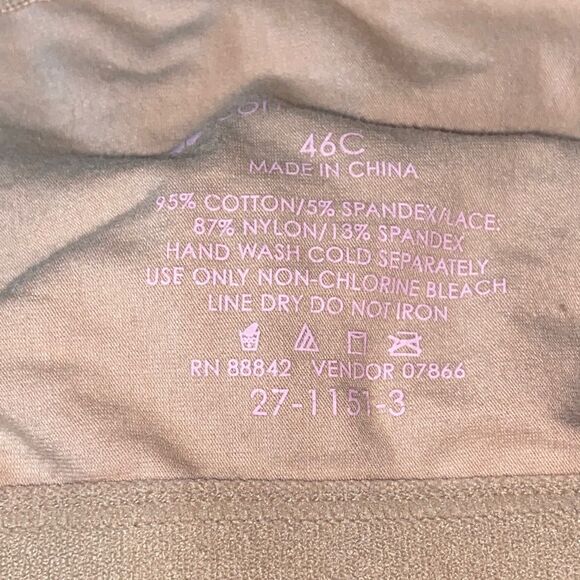 46C
MADE IN CHINA
95% COTTON/5% SPANDEX/LACE:
87% NYLON/13% SPANDEX
HAND WASH COLD SEPARATELY
USE ONLY NON-CHLORINE BLEACH
LINE DRY DO NOT IRON
RN 88842 VENDOR 07866
27-1151-3